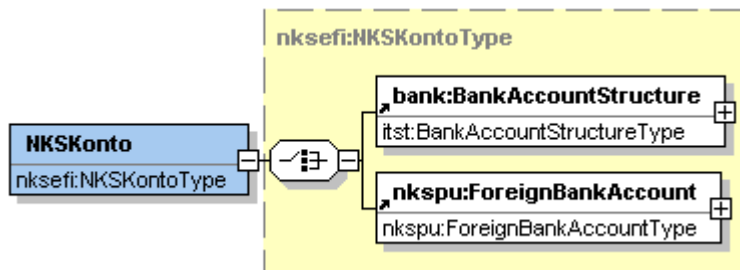 nksefi:NKSKontoType
bank:BankAccountStructure
itst:BankAccountStructureType
NKSKonto
nksefi:NKSKontoType
nkspu:ForeignBankAccount
nkspu:ForeignBankAccountType